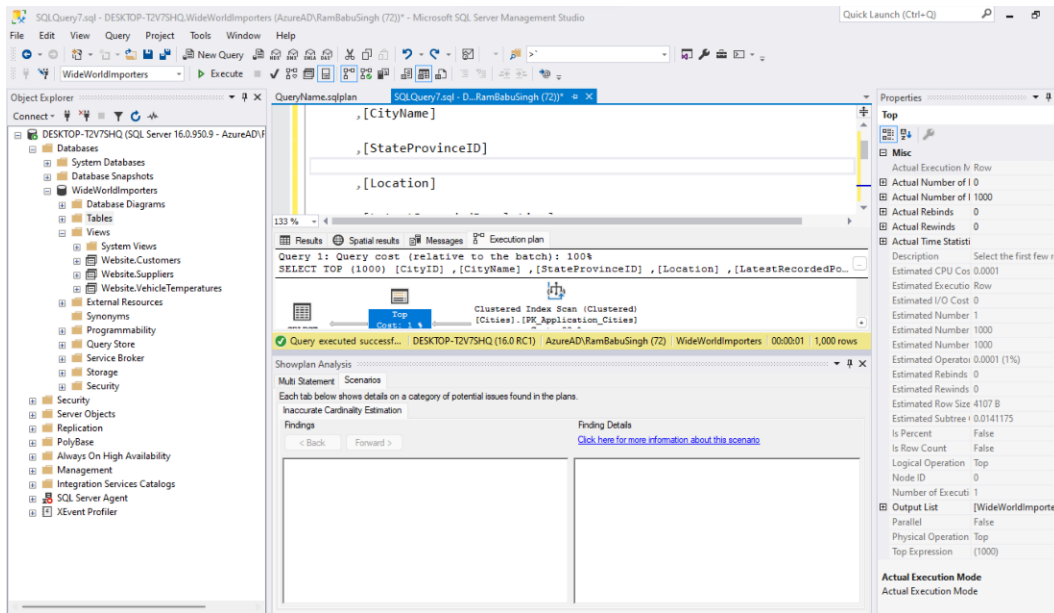 SQLQuery7.sql - DESKTOP-T2V7SHQ.WideWorldImporters (AzureAD\RamBabuSingh (72))* - Microsoft SQL Server Management Studio
Quick Launch (Ctrl+Q)
File Edit View Query Project Tools Window Help
New Query
WideWorldImporters
Execute
Object Explorer
Connect
DESKTOP-T2V7SHQ (SQL Server 16.0.950.9 - AzureAD\R
Databases
System Databases
Database Snapshots
WideWorldImporters
Database Diagrams
Tables
Views
System Views
Website.Customers
Website.Suppliers
Website.VehicleTemperatures
External Resources
Synonyms
Programmability
Query Store
Service Broker
Storage
Security
Security
Server Objects
Replication
PolyBase
Always On High Availability
Management
Integration Services Catalogs
SQL Server Agent
XEvent Profiler
QueryName.sqlplan
SQLQuery7.sql - D...RamBabuSingh (72))*
,[CityName]
,[StateProvinceID]
,[Location]
133 %
Results Spatial results Messages Execution plan
Query 1: Query cost (relative to the batch): 100%
SELECT TOP (1000) [CityID] ,[CityName] ,[StateProvinceID] ,[Location] ,[LatestRecordedPo…
Top
Cost: 1 %
Clustered Index Scan (Clustered)
[Cities].[PK_Application_Cities]
Query executed successf... DESKTOP-T2V7SHQ (16.0 RC1) AzureAD\RamBabuSingh (72) WideWorldImporters 00:00:01 1,000 rows
Showplan Analysis
Multi Statement Scenarios
Each tab below shows details on a category of potential issues found in the plans.
Inaccurate Cardinality Estimation
Findings
< Back Forward >
Finding Details
Click here for more information about this scenario
Properties
Top
Misc
Actual Execution M Row
Actual Number of I 0
Actual Number of I 1000
Actual Rebinds 0
Actual Rewinds 0
Actual Time Statisti
Description Select the first few r
Estimated CPU Cos 0.0001
Estimated Executio Row
Estimated I/O Cost 0
Estimated Number 1
Estimated Number 1000
Estimated Number 1000
Estimated Operator 0.0001 (1%)
Estimated Rebinds 0
Estimated Rewinds 0
Estimated Row Size 4107 B
Estimated Subtree 0.0141175
Is Percent False
Is Row Count False
Logical Operation Top
Node ID 0
Number of Executi 1
Output List [WideWorldImporte
Parallel False
Physical Operation Top
Top Expression (1000)
Actual Execution Mode
Actual Execution Mode